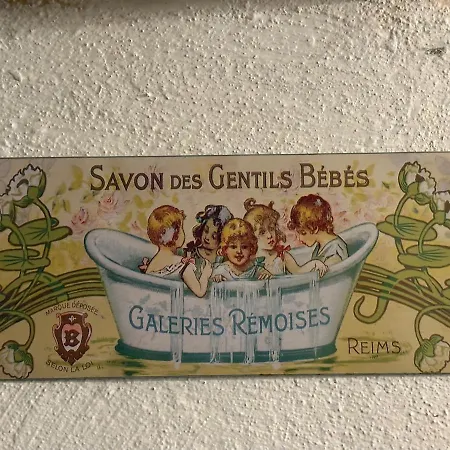 SAVON DES GENTILS BÉBÉS
GALERIES RÉMOISES
REIMS
MARQUE DÉPOSÉE
B
SELON LA LOI